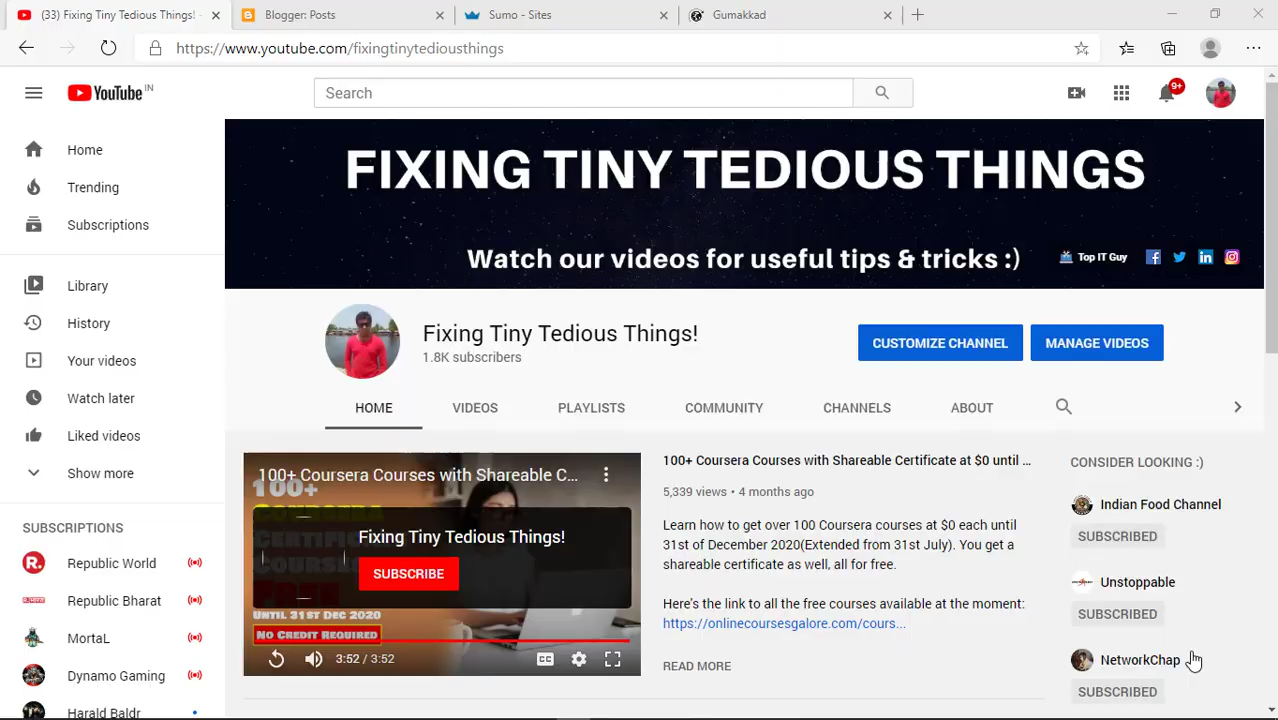 (33) Fixing Tiny Tedious Things! -
Blogger: Posts
Sumo - Sites
Gumakkad
https://www.youtube.com/fixingtinytediousthings
YouTube IN
Search
9+
Home
Trending
Subscriptions
Library
History
Your videos
Watch later
Liked videos
Show more
SUBSCRIPTIONS
Republic World
Republic Bharat
MortaL
Dynamo Gaming
Harald Baldr
FIXING TINY TEDIOUS THINGS
Watch our videos for useful tips & tricks :)
Top IT Guy
Fixing Tiny Tedious Things!
1.8K subscribers
CUSTOMIZE CHANNEL
MANAGE VIDEOS
HOME
VIDEOS
PLAYLISTS
COMMUNITY
CHANNELS
ABOUT
100+ Coursera Courses with Shareable C...
100+
Fixing Tiny Tedious Things!
SUBSCRIBE
UNTIL 31ST DEC 2020
NO CREDIT REQUIRED
3:52 / 3:52
CC
100+ Coursera Courses with Shareable Certificate at $0 until ...
5,339 views • 4 months ago
Learn how to get over 100 Coursera courses at $0 each until
31st of December 2020(Extended from 31st July). You get a
shareable certificate as well, all for free.
Here's the link to all the free courses available at the moment:
https://onlinecoursesgalore.com/cours...
READ MORE
CONSIDER LOOKING :)
Indian Food Channel
SUBSCRIBED
Unstoppable
SUBSCRIBED
NetworkChap
SUBSCRIBED